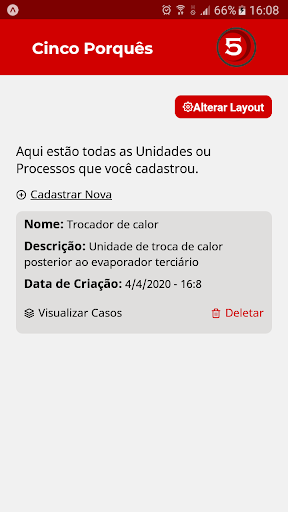 66% 16:08
Cinco Porquês
5
Alterar Layout
Aqui estão todas as Unidades ou
Processos que você cadastrou.
Cadastrar Nova
Nome: Trocador de calor
Descrição: Unidade de troca de calor
posterior ao evaporador terciário
Data de Criação: 4/4/2020 - 16:8
Visualizar Casos
Deletar